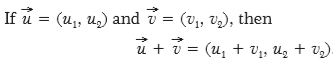 If u⃗ = (u₁, u₂) and v⃗ = (v₁, v₂), then
u⃗ + v⃗ = (u₁ + v₁, u₂ + v₂).